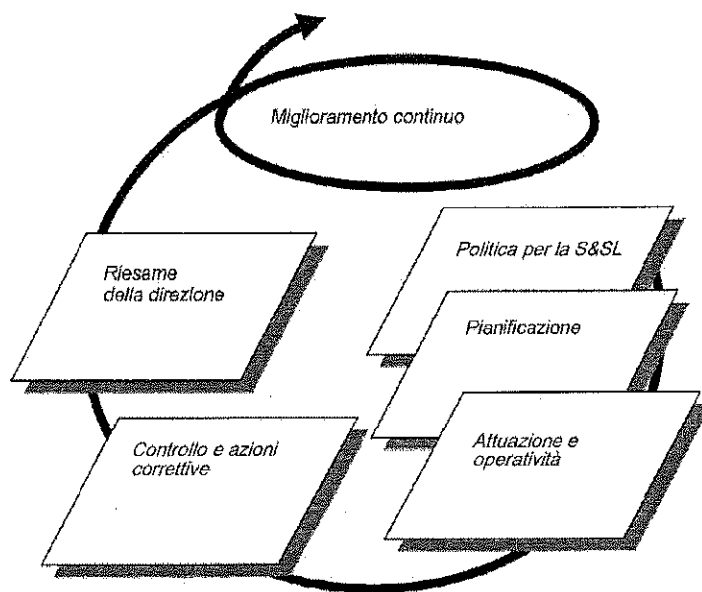 Miglioramento continuo
Politica per la S&SL
Riesame
della direzione
Pianificazione
Controllo e azioni
correttive
Attuazione e
operatività